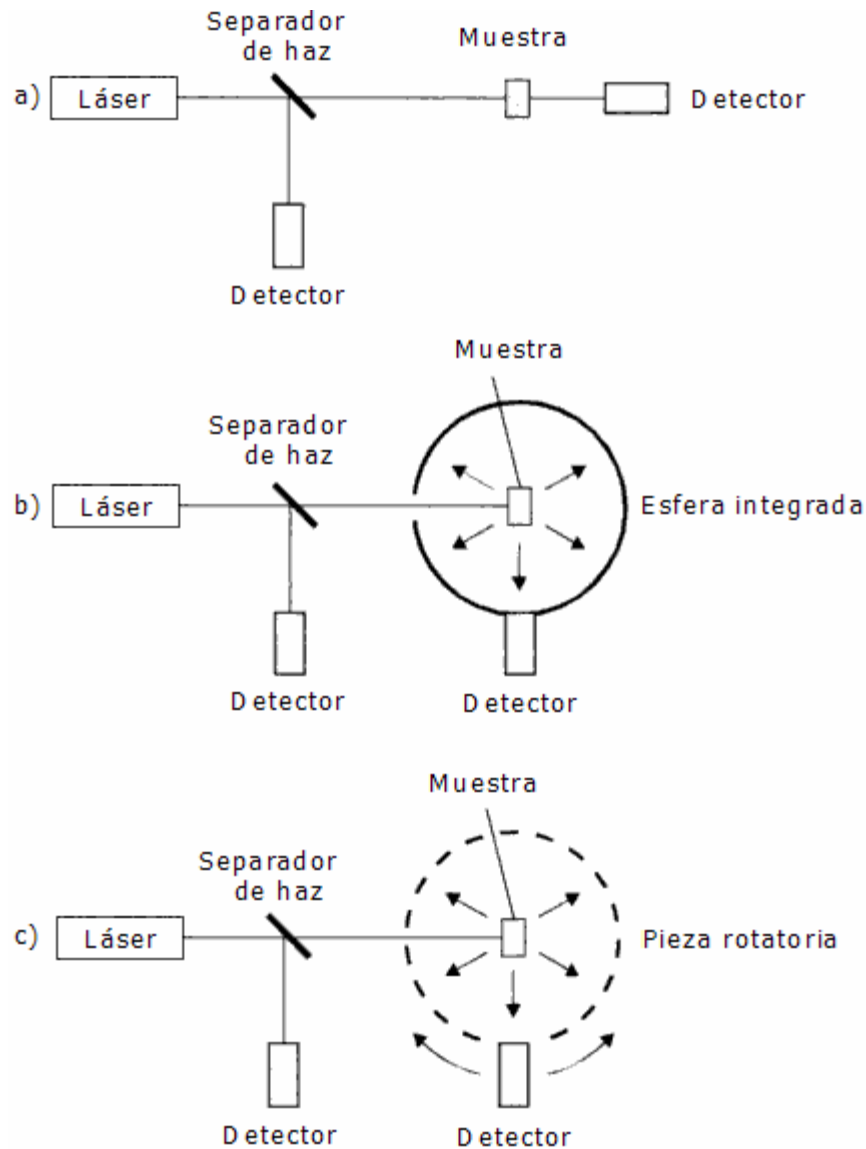 Separador
de haz
Muestra
a)
Láser
Detector
Detector
Muestra
Separador
de haz
b)
Láser
Esfera integrada
Detector
Detector
Muestra
Separador
de haz
c)
Láser
Pieza rotatoria
Detector
Detector